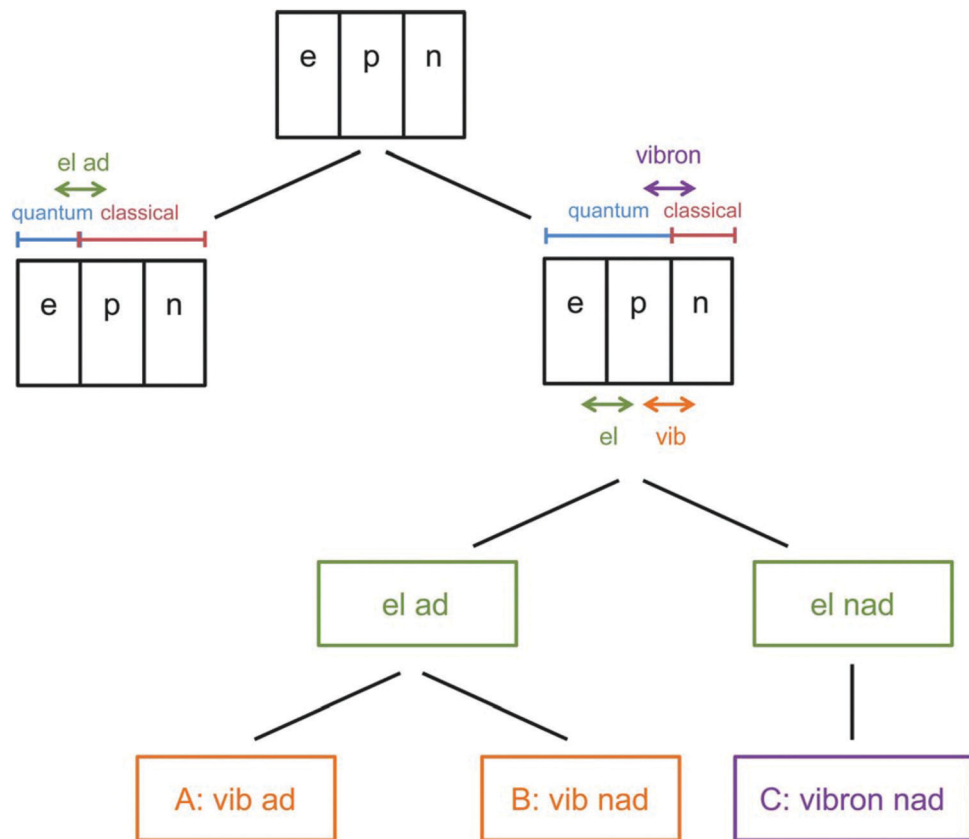 e p n
el ad
quantum classical
e p n
vibron
quantum classical
e p n
el vib
el ad
el nad
A: vib ad
B: vib nad
C: vibron nad